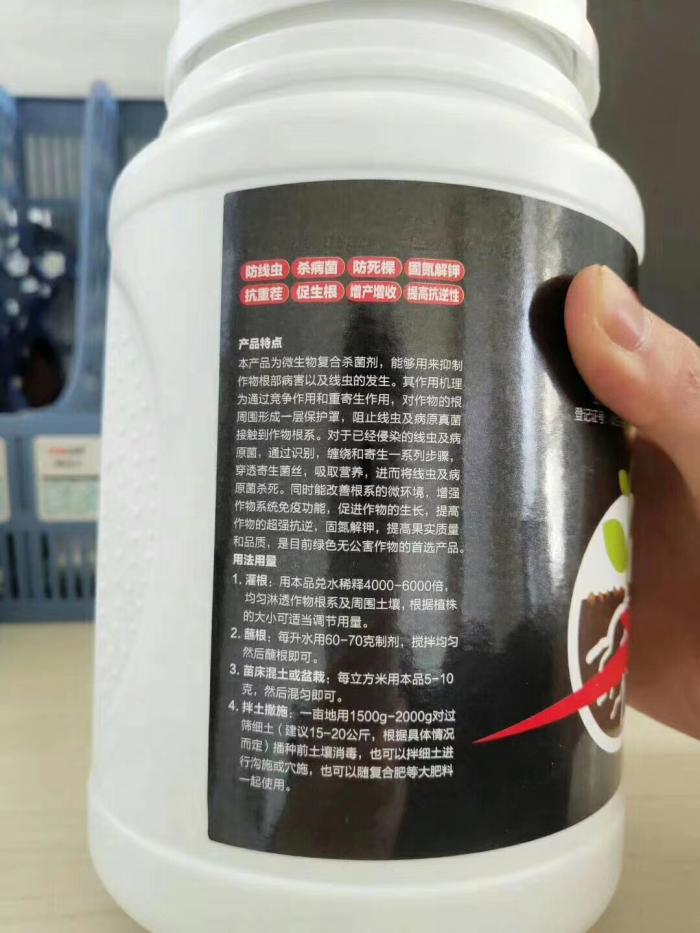 防线虫 杀病菌 防死棵 固氮解钾
抗重茬 促生根 增产增收 提高抗逆性
产品特点
本产品为微生物复合杀菌剂，能够用来抑制
作物根部病害以及线虫的发生。其作用机理
为通过竞争作用和重寄生作用，对作物的根
周围形成一层保护罩，阻止线虫及病原真菌
接触到作物根系。对于已经侵染的线虫及病
原菌，通过识别，缠绕和寄生一系列步骤，
穿透寄生菌丝，吸取营养，进而将线虫及病
原菌杀死。同时能改善根系的微环境，增强
作物系统免疫功能，促进作物的生长，提高
作物的超强抗逆，固氮解钾，提高果实质量
和品质，是目前绿色无公害作物的首选产品。
用法用量
1. 灌根：用本品兑水稀释4000-6000倍，
均匀淋透作物根系及周围土壤，根据植株
的大小可适当调节用量。
2. 蘸根：每升水用60-70克制剂，搅拌均匀
然后蘸根即可。
3. 苗床混土或盆栽：每立方米用本品5-10
克，然后混匀即可。
4. 拌土撒施：一亩地用1500g-2000g对过
筛细土（建议15-20公斤，根据具体情况
而定）播种前土壤消毒，也可以拌细土进
行沟施或穴施，也可以随复合肥等大肥料
一起使用。
登记证号：